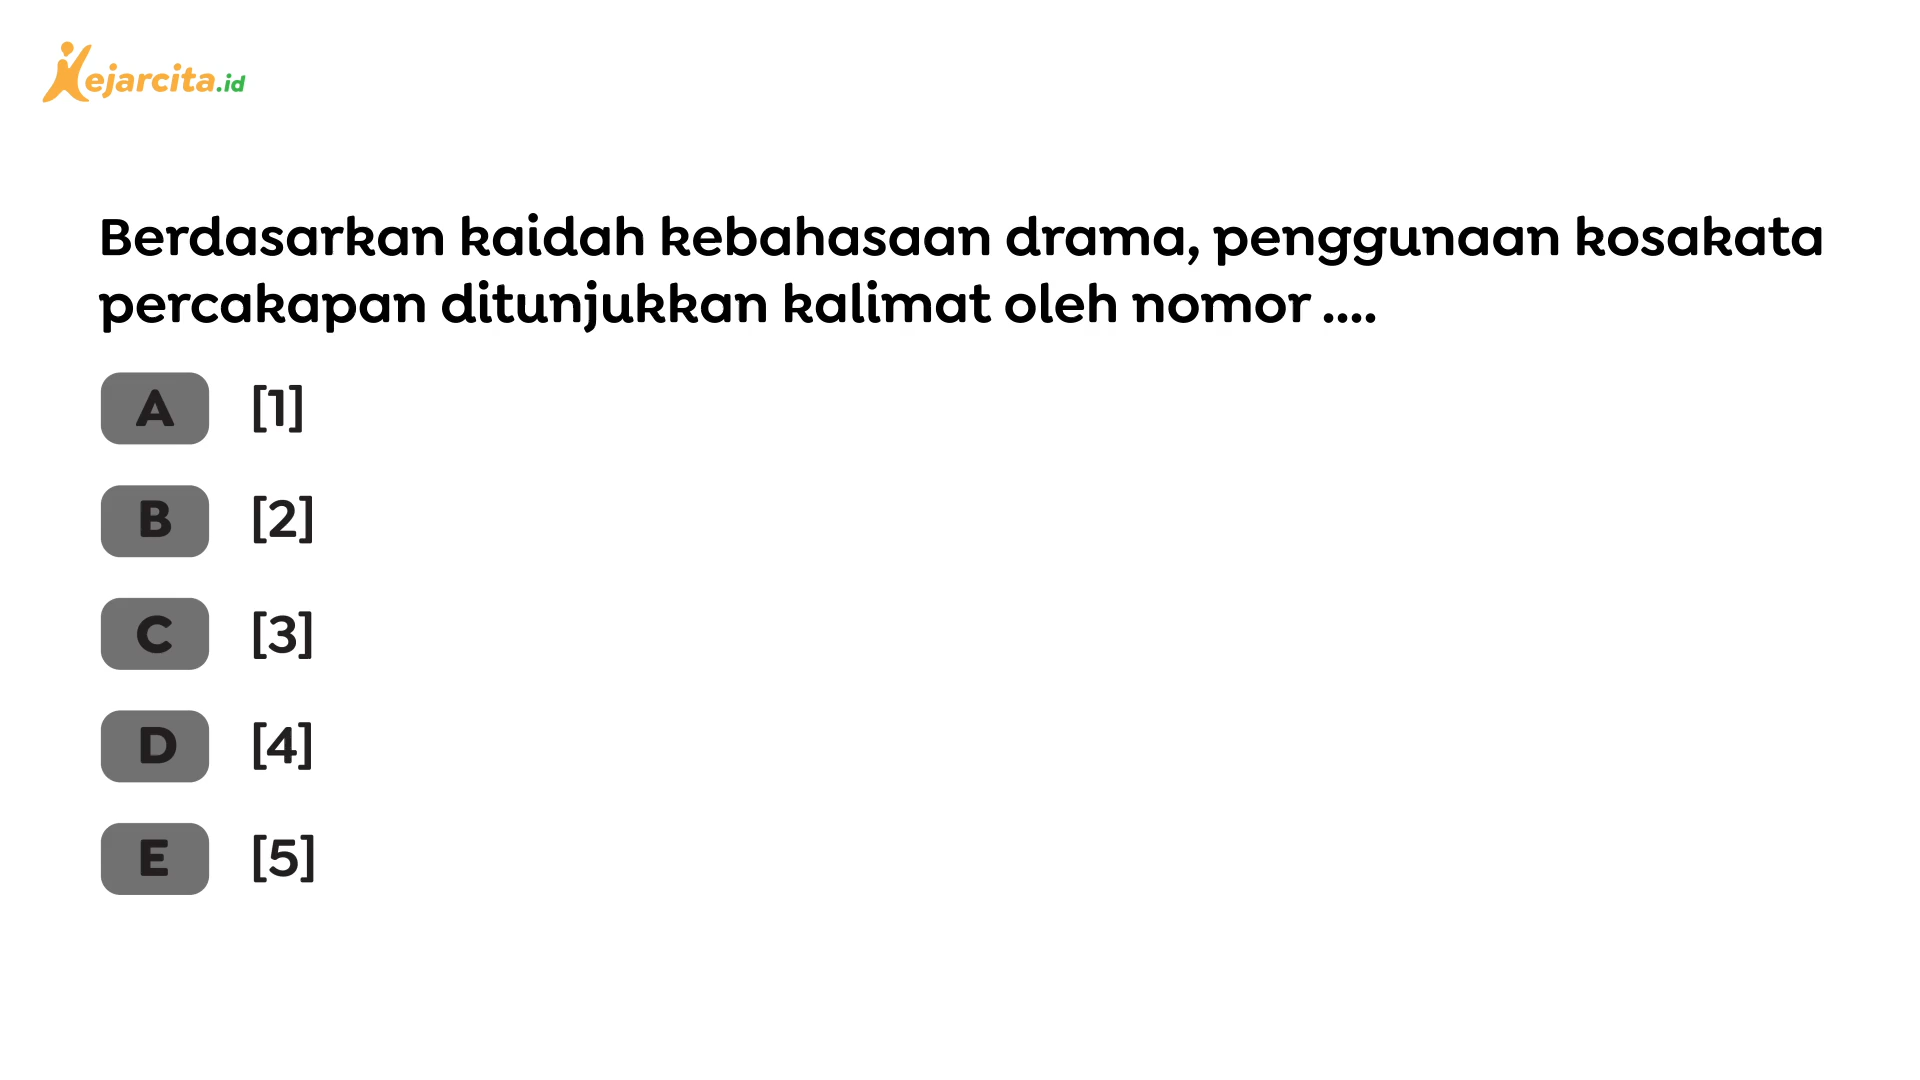 Kejarcita.id
Berdasarkan kaidah kebahasaan drama, penggunaan kosakata
percakapan ditunjukkan kalimat oleh nomor ....
A [1]
B [2]
C [3]
D [4]
E [5]